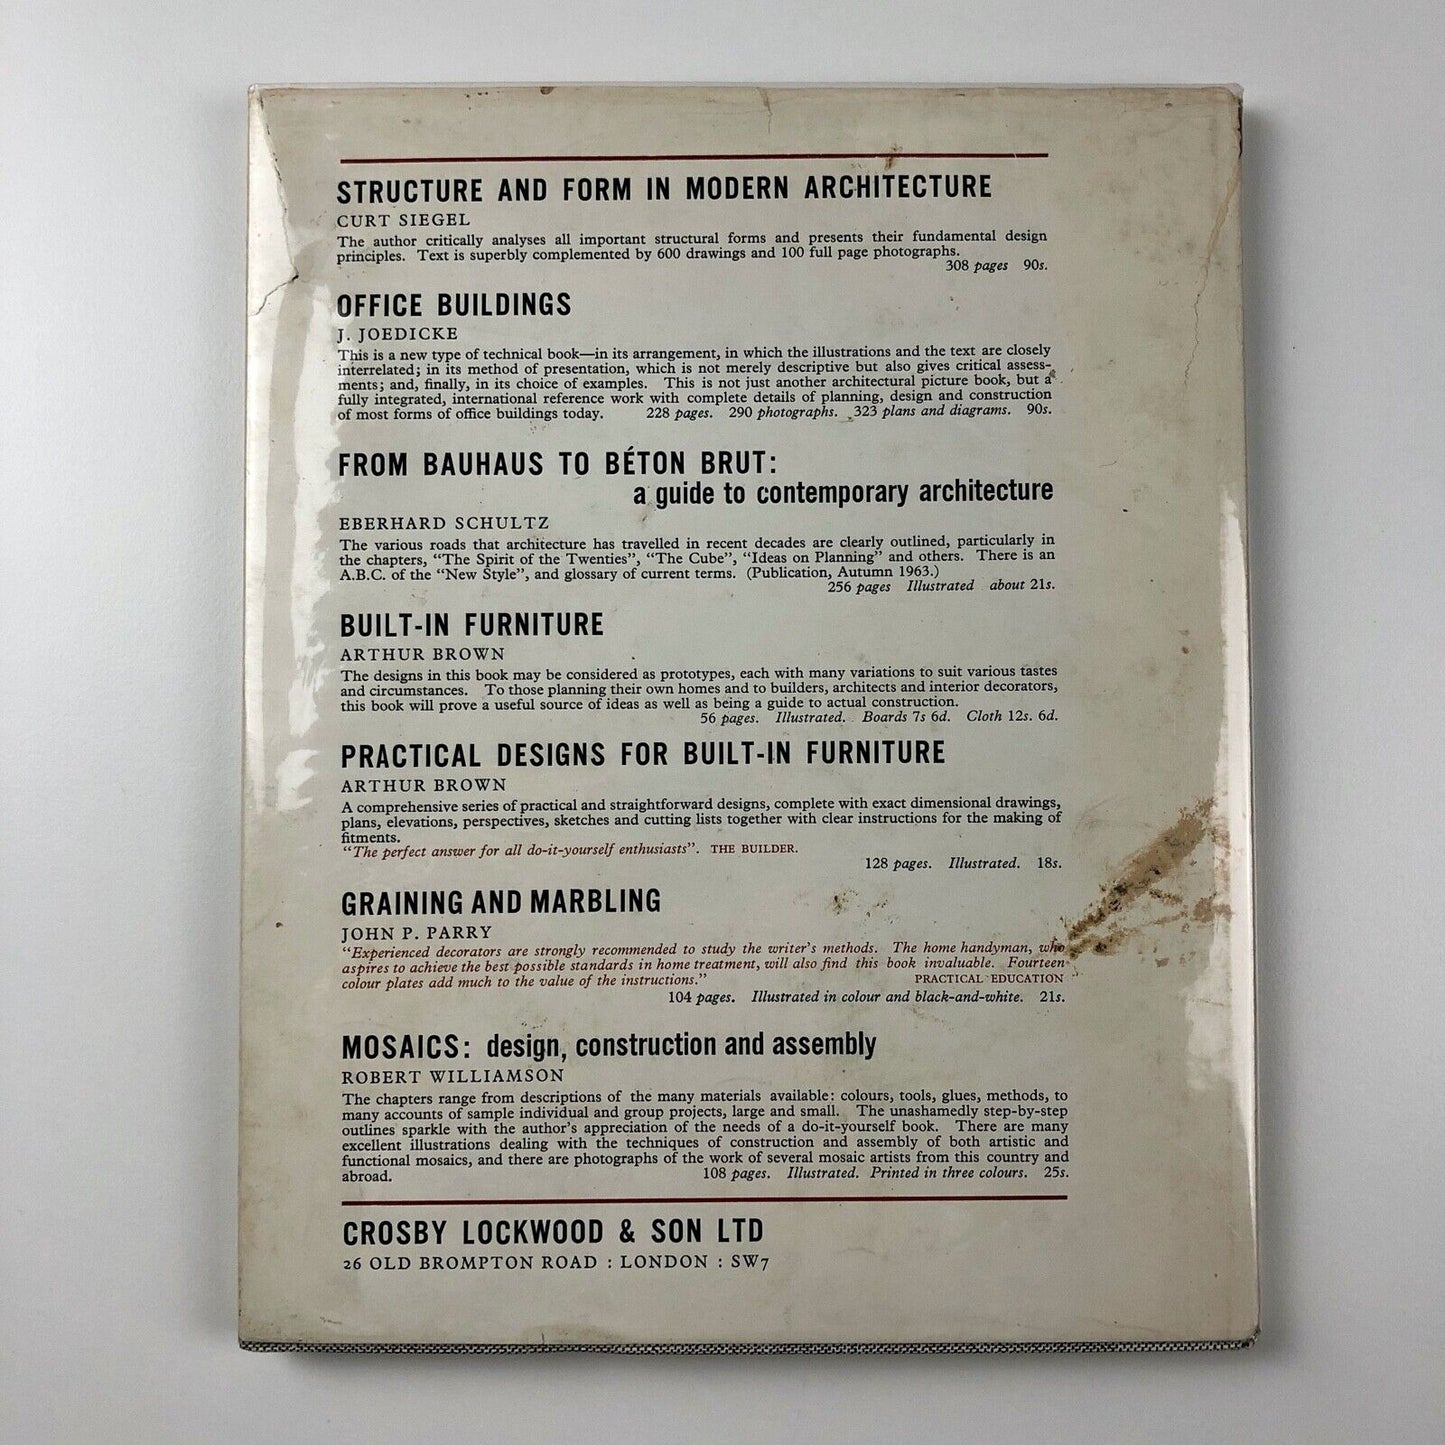 STRUCTURE AND FORM IN MODERN ARCHITECTURE
CURT SIEGEL
The author critically analyses all important structural forms and presents their fundamental design
principles. Text is superbly complemented by 600 drawings and 100 full page photographs.
308 pages 90s.
OFFICE BUILDINGS
J. JOEDICKE
This is a new type of technical book—in its arrangement, in which the illustrations and the text are closely
interrelated; in its method of presentation, which is not merely descriptive but also gives critical assess-
ments; and, finally, in its choice of examples. This is not just another architectural picture book, but a
fully integrated, international reference work with complete details of planning, design and construction
of most forms of office buildings today. 228 pages. 290 photographs. 323 plans and diagrams. 90s.
FROM BAUHAUS TO BÉTON BRUT:
a guide to contemporary architecture
EBERHARD SCHULTZ
The various roads that architecture has travelled in recent decades are clearly outlined, particularly in
the chapters, “The Spirit of the Twenties”, “The Cube”, “Ideas on Planning” and others. There is an
A.B.C. of the “New Style”, and glossary of current terms. (Publication, Autumn 1963.)
256 pages Illustrated about 21s.
BUILT-IN FURNITURE
ARTHUR BROWN
The designs in this book may be considered as prototypes, each with many variations to suit various tastes
and circumstances. To those planning their own homes and to builders, architects and interior decorators,
this book will prove a useful source of ideas as well as being a guide to actual construction.
56 pages. Illustrated. Boards 7s 6d. Cloth 12s. 6d.
PRACTICAL DESIGNS FOR BUILT-IN FURNITURE
ARTHUR BROWN
A comprehensive series of practical and straightforward designs, complete with exact dimensional drawings,
plans, elevations, perspectives, sketches and cutting lists together with clear instructions for the making of
fitments.
“The perfect answer for all do-it-yourself enthusiasts”. THE BUILDER.
128 pages. Illustrated. 18s.
GRAINING AND MARBLING
JOHN P. PARRY
“Experienced decorators are strongly recommended to study the writer's methods. The home handyman, who
aspires to achieve the best possible standards in home treatment, will also find this book invaluable. Fourteen
colour plates add much to the value of the instructions.” PRACTICAL EDUCATION
104 pages. Illustrated in colour and black-and-white. 21s.
MOSAICS: design, construction and assembly
ROBERT WILLIAMSON
The chapters range from descriptions of the many materials available: colours, tools, glues, methods, to
many accounts of sample individual and group projects, large and small. The unashamedly step-by-step
outlines sparkle with the author's appreciation of the needs of a do-it-yourself book. There are many
excellent illustrations dealing with the techniques of construction and assembly of both artistic and
functional mosaics, and there are photographs of the work of several mosaic artists from this country and
abroad. 108 pages. Illustrated. Printed in three colours. 25s.
CROSBY LOCKWOOD & SON LTD
26 OLD BROMPTON ROAD : LONDON : SW7